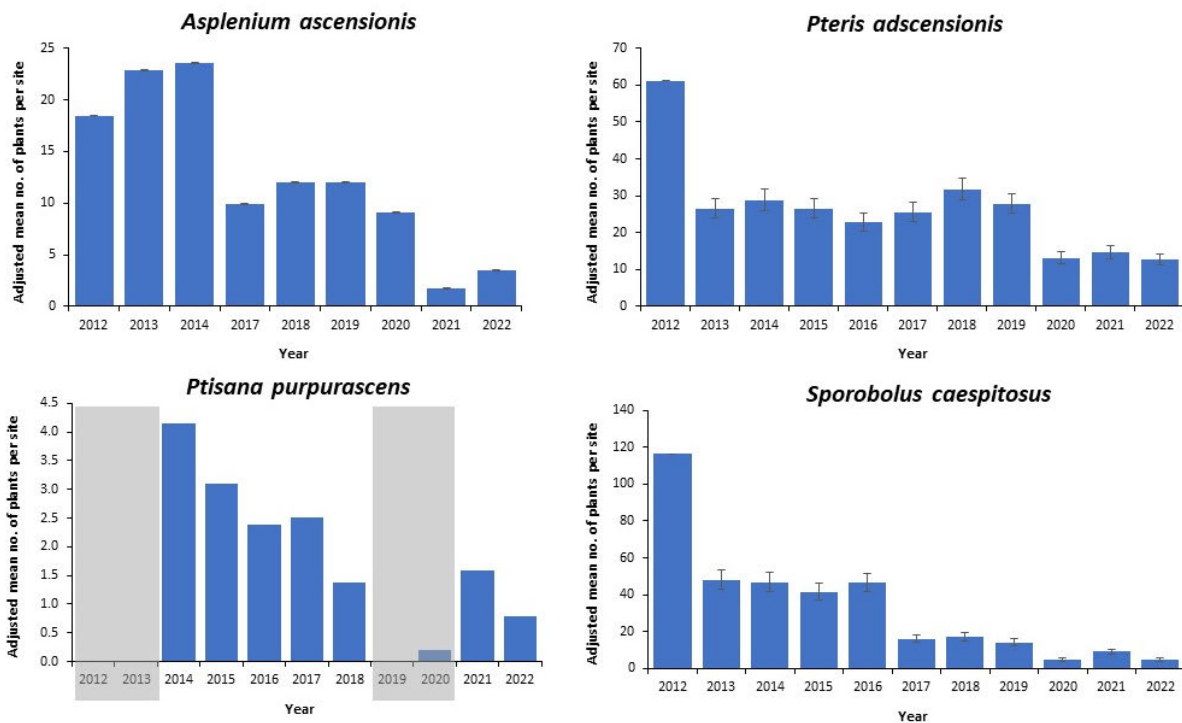 Asplenium ascensionis
Adjusted mean no. of plants per site
25
20
15
10
5
0
2012 2013 2014 2017 2018 2019 2020 2021 2022
Year
Pteris adscensionis
Adjusted mean no. of plants per site
70
60
50
40
30
20
10
0
2012 2013 2014 2015 2016 2017 2018 2019 2020 2021 2022
Year
Ptisana purpurascens
Adjusted mean no. of plants per site
4.5
4.0
3.5
3.0
2.5
2.0
1.5
1.0
0.5
0.0
2012 2013 2014 2015 2016 2017 2018 2019 2020 2021 2022
Year
Sporobolus caespitosus
Adjusted mean no. of plants per site
140
120
100
80
60
40
20
0
2012 2013 2014 2015 2016 2017 2018 2019 2020 2021 2022
Year